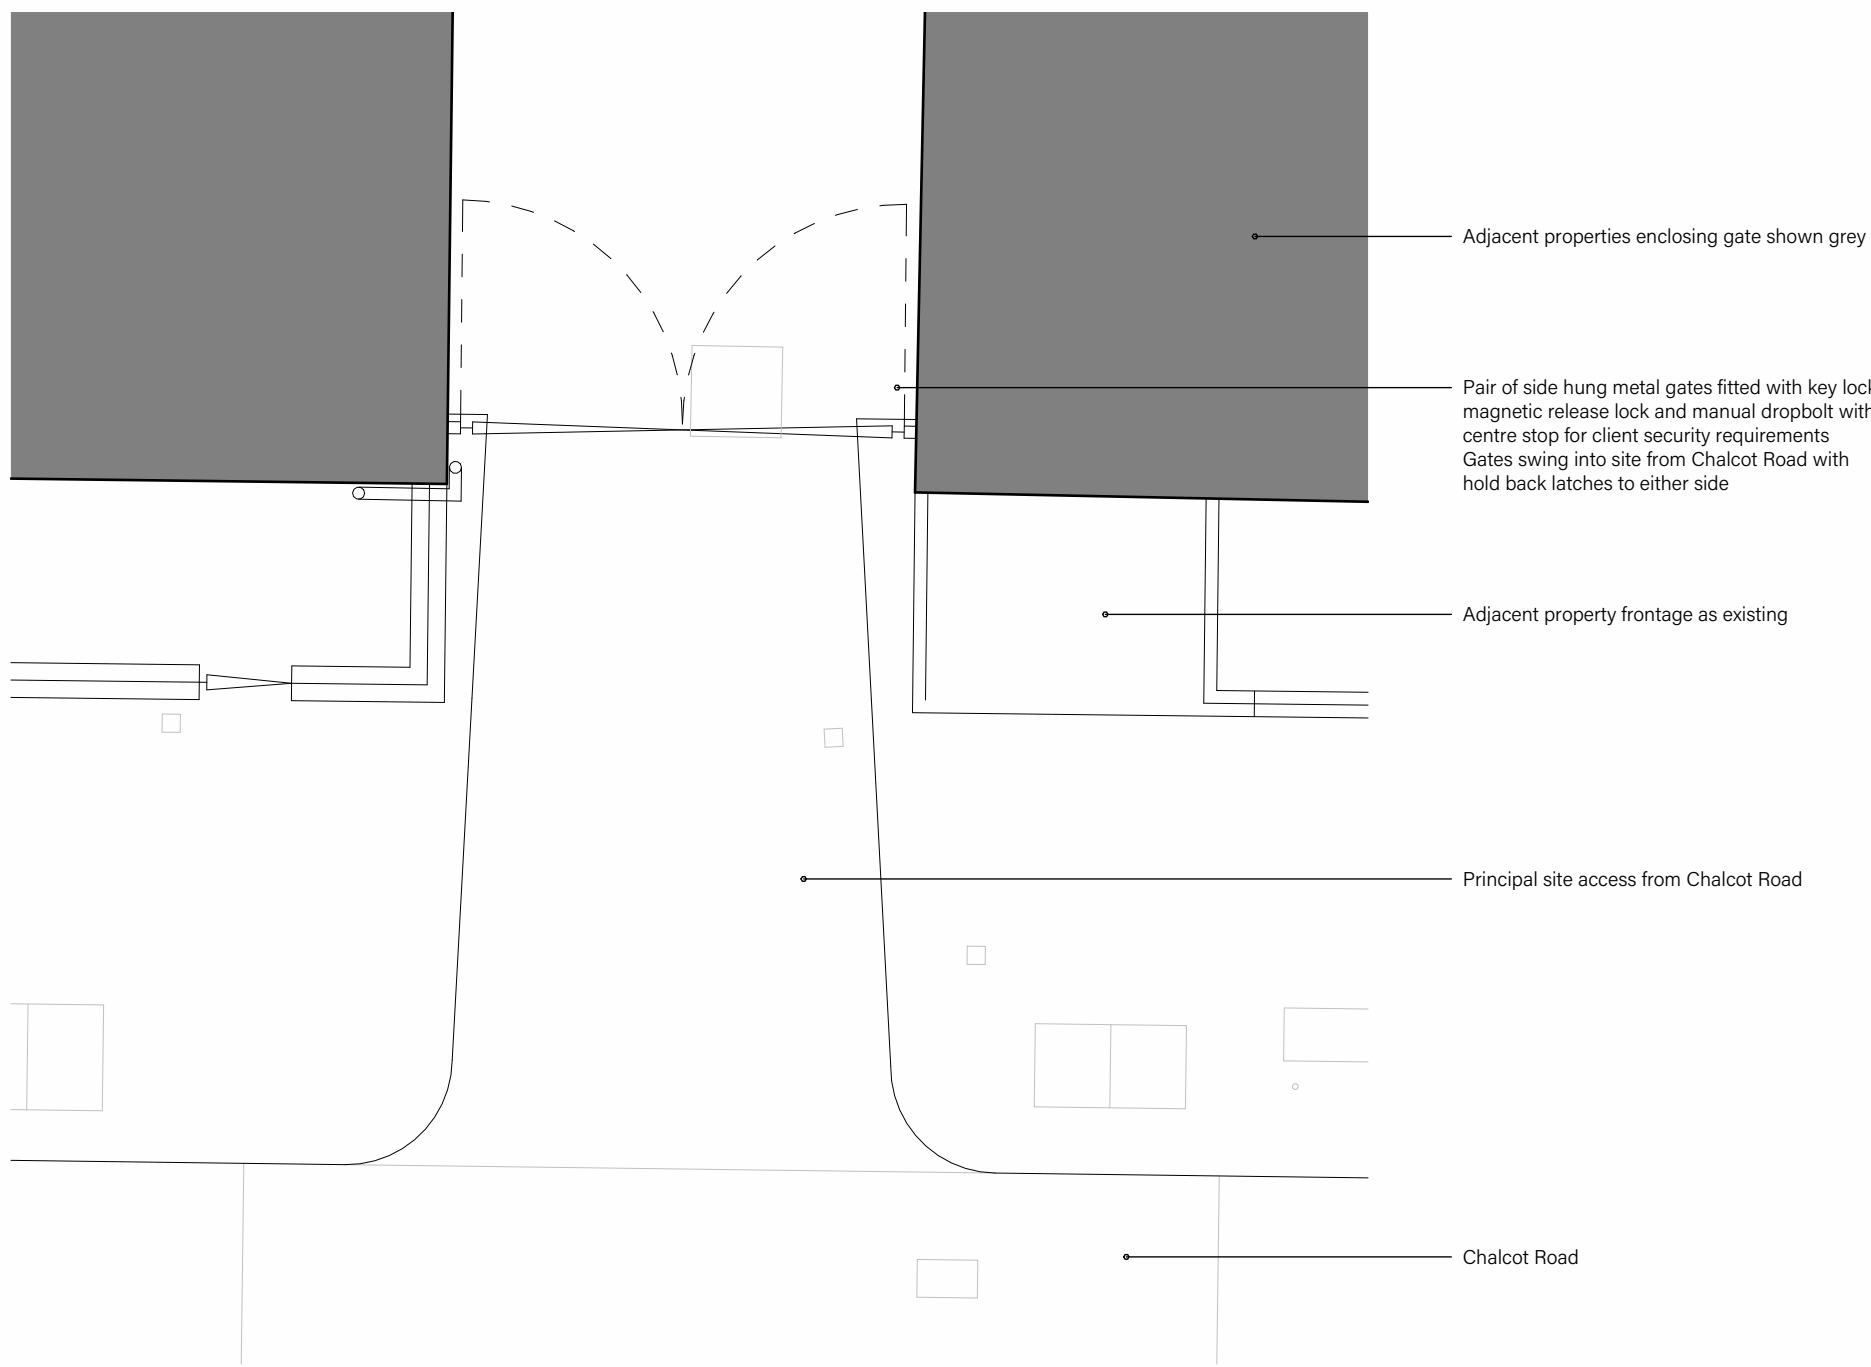 Adjacent properties enclosing gate shown grey
Pair of side hung metal gates fitted with key lock
magnetic release lock and manual dropbolt with
centre stop for client security requirements
Gates swing into site from Chalcot Road with
hold back latches to either side
Adjacent property frontage as existing
Principal site access from Chalcot Road
Chalcot Road